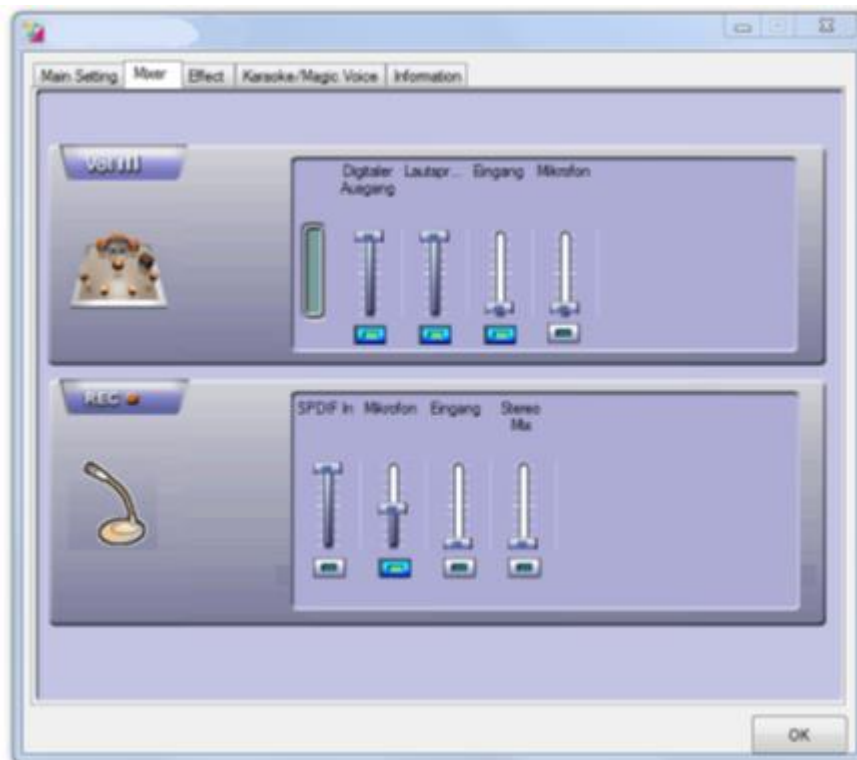 Main Setting Mixer Effect Karaoke/Magic Voice Information
Vol
Digitaler Lautspr... Eingang Mikrofon
Ausgang
REC
SPDIF In Mikrofon Eingang Stereo
Mix
OK